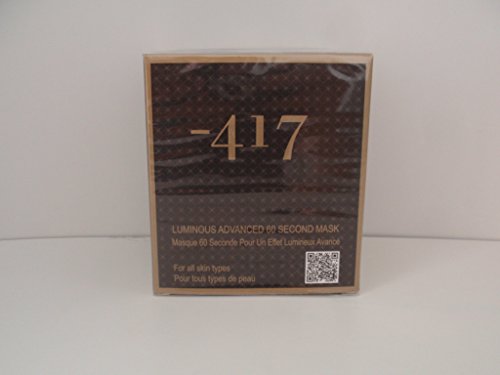 -417
LUMINOUS ADVANCED 60 SECOND MASK
Masque 60 Seconde Pour Un Effet Lumineux Avancé
For all skin types
Pour tous types de peau